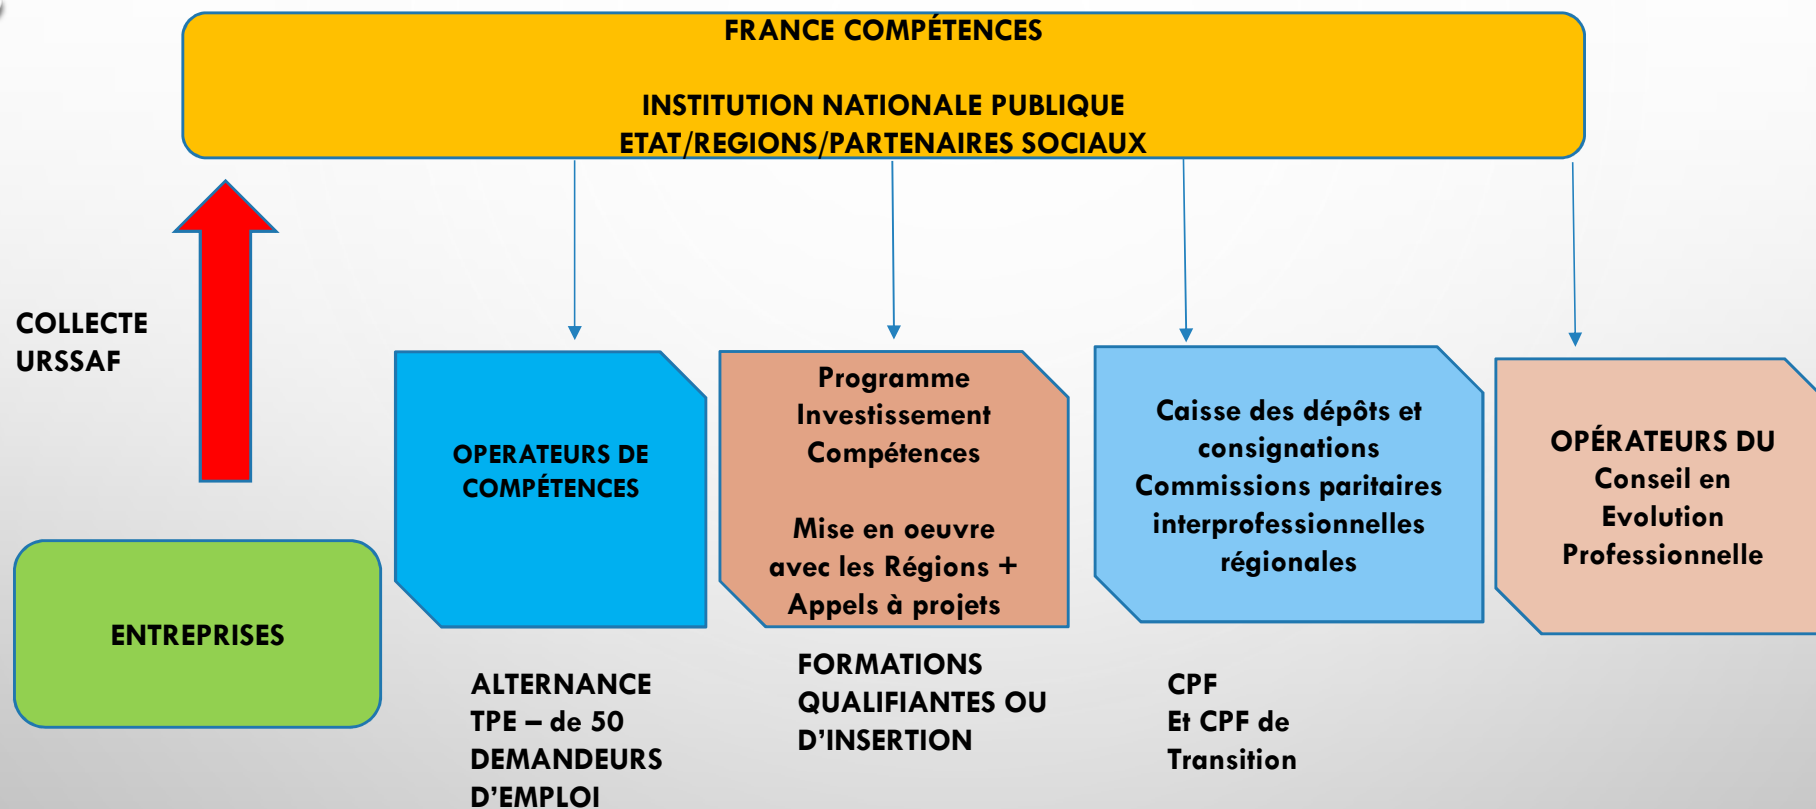 FRANCE COMPÉTENCES
INSTITUTION NATIONALE PUBLIQUE
ETAT/REGIONS/PARTENAIRES SOCIAUX
COLLECTE
URSSAF
ENTREPRISES
OPERATEURS DE
COMPÉTENCES
ALTERNANCE
TPE – de 50
DEMANDEURS
D’EMPLOI
Programme
Investissement
Compétences
Mise en oeuvre
avec les Régions +
Appels à projets
FORMATIONS
QUALIFIANTES OU
D’INSERTION
Caisse des dépôts et
consignations
Commissions paritaires
interprofessionnelles
régionales
CPF
Et CPF de
Transition
OPÉRATEURS DU
Conseil en
Evolution
Professionnelle